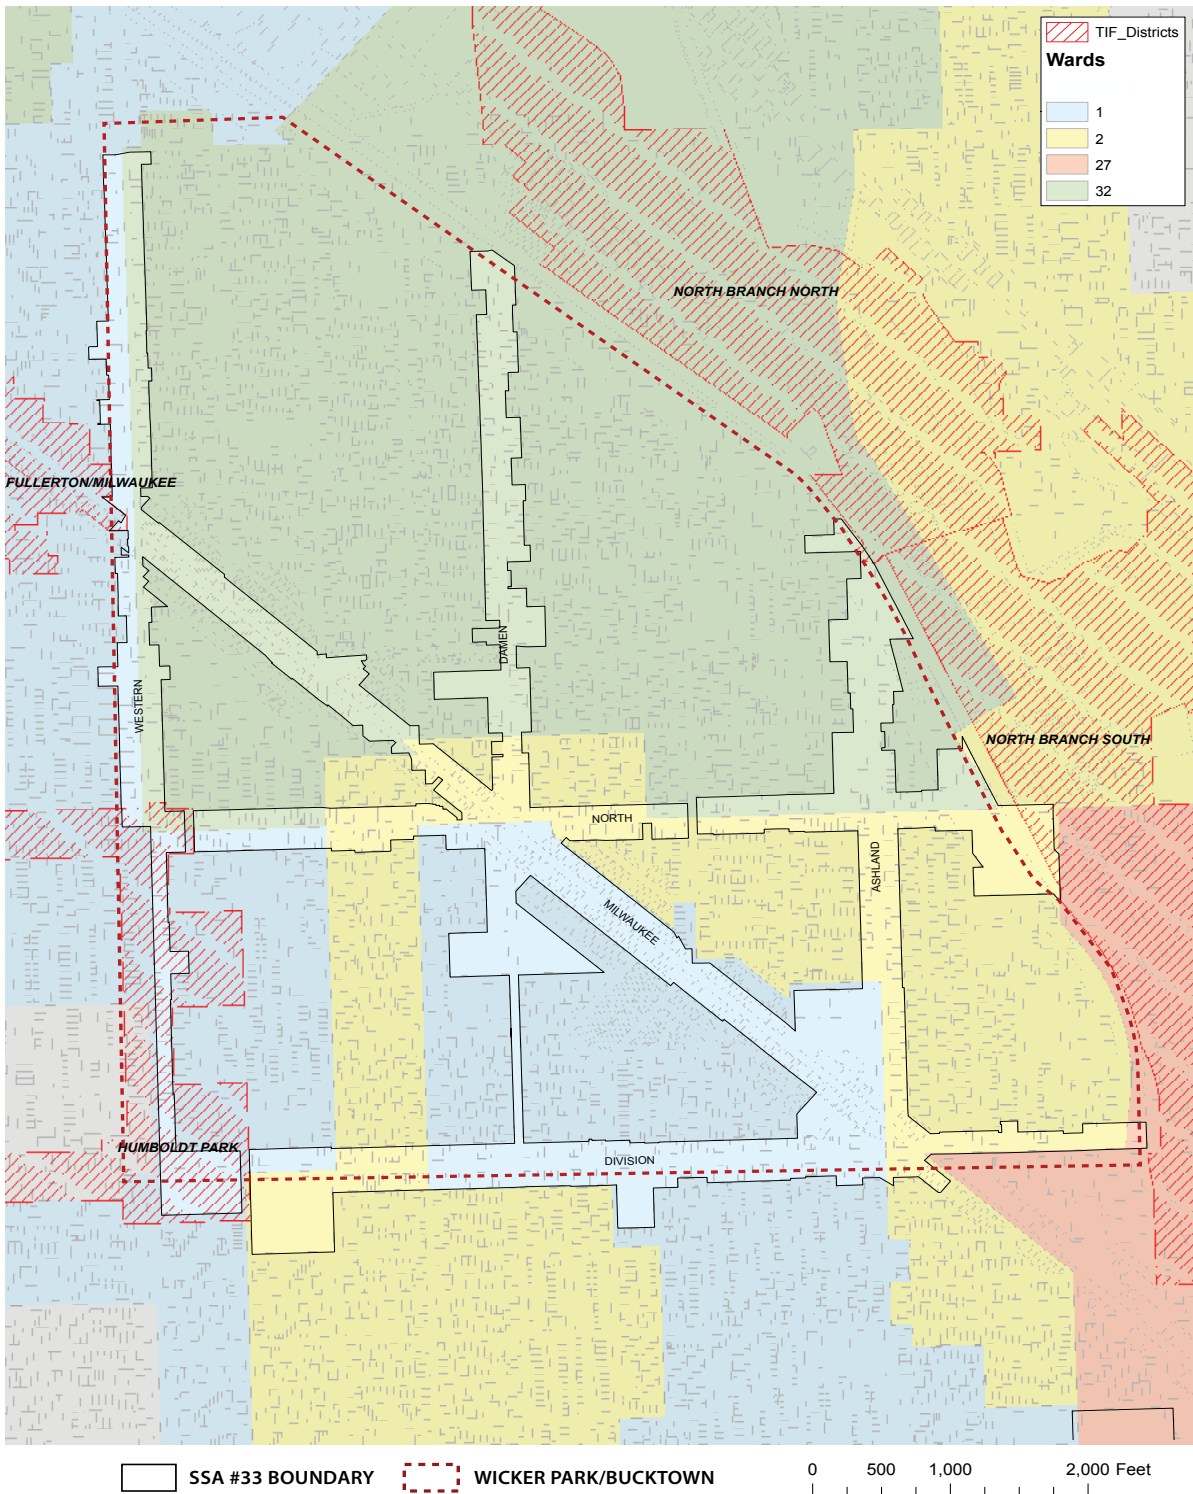 TIF_Districts
Wards
1
2
27
32
NORTH BRANCH NORTH
FULLERTON/MILWAUKEE
DAMEN
WESTERN
NORTH BRANCH SOUTH
NORTH
ASHLAND
MILWAUKEE
HUMBOLDT PARK
DIVISION
SSA #33 BOUNDARY
WICKER PARK/BUCKTOWN
0 500 1,000 2,000 Feet